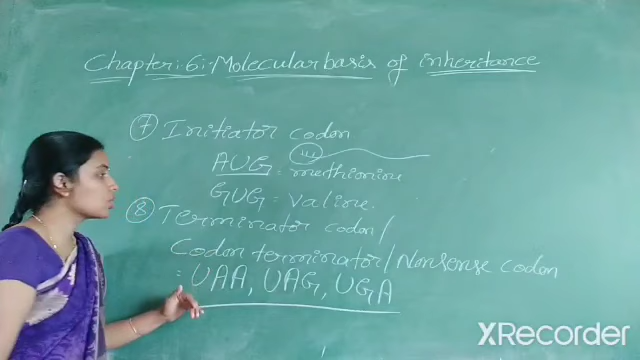 Chapter:6:-Molecular basis of inheritance
7 Initiator codon
AUG = methionine
GUG = valine.
8 Terminator codon/
Codon terminator/Nonsense codon
= UAA, UAG, UGA
XRecorder